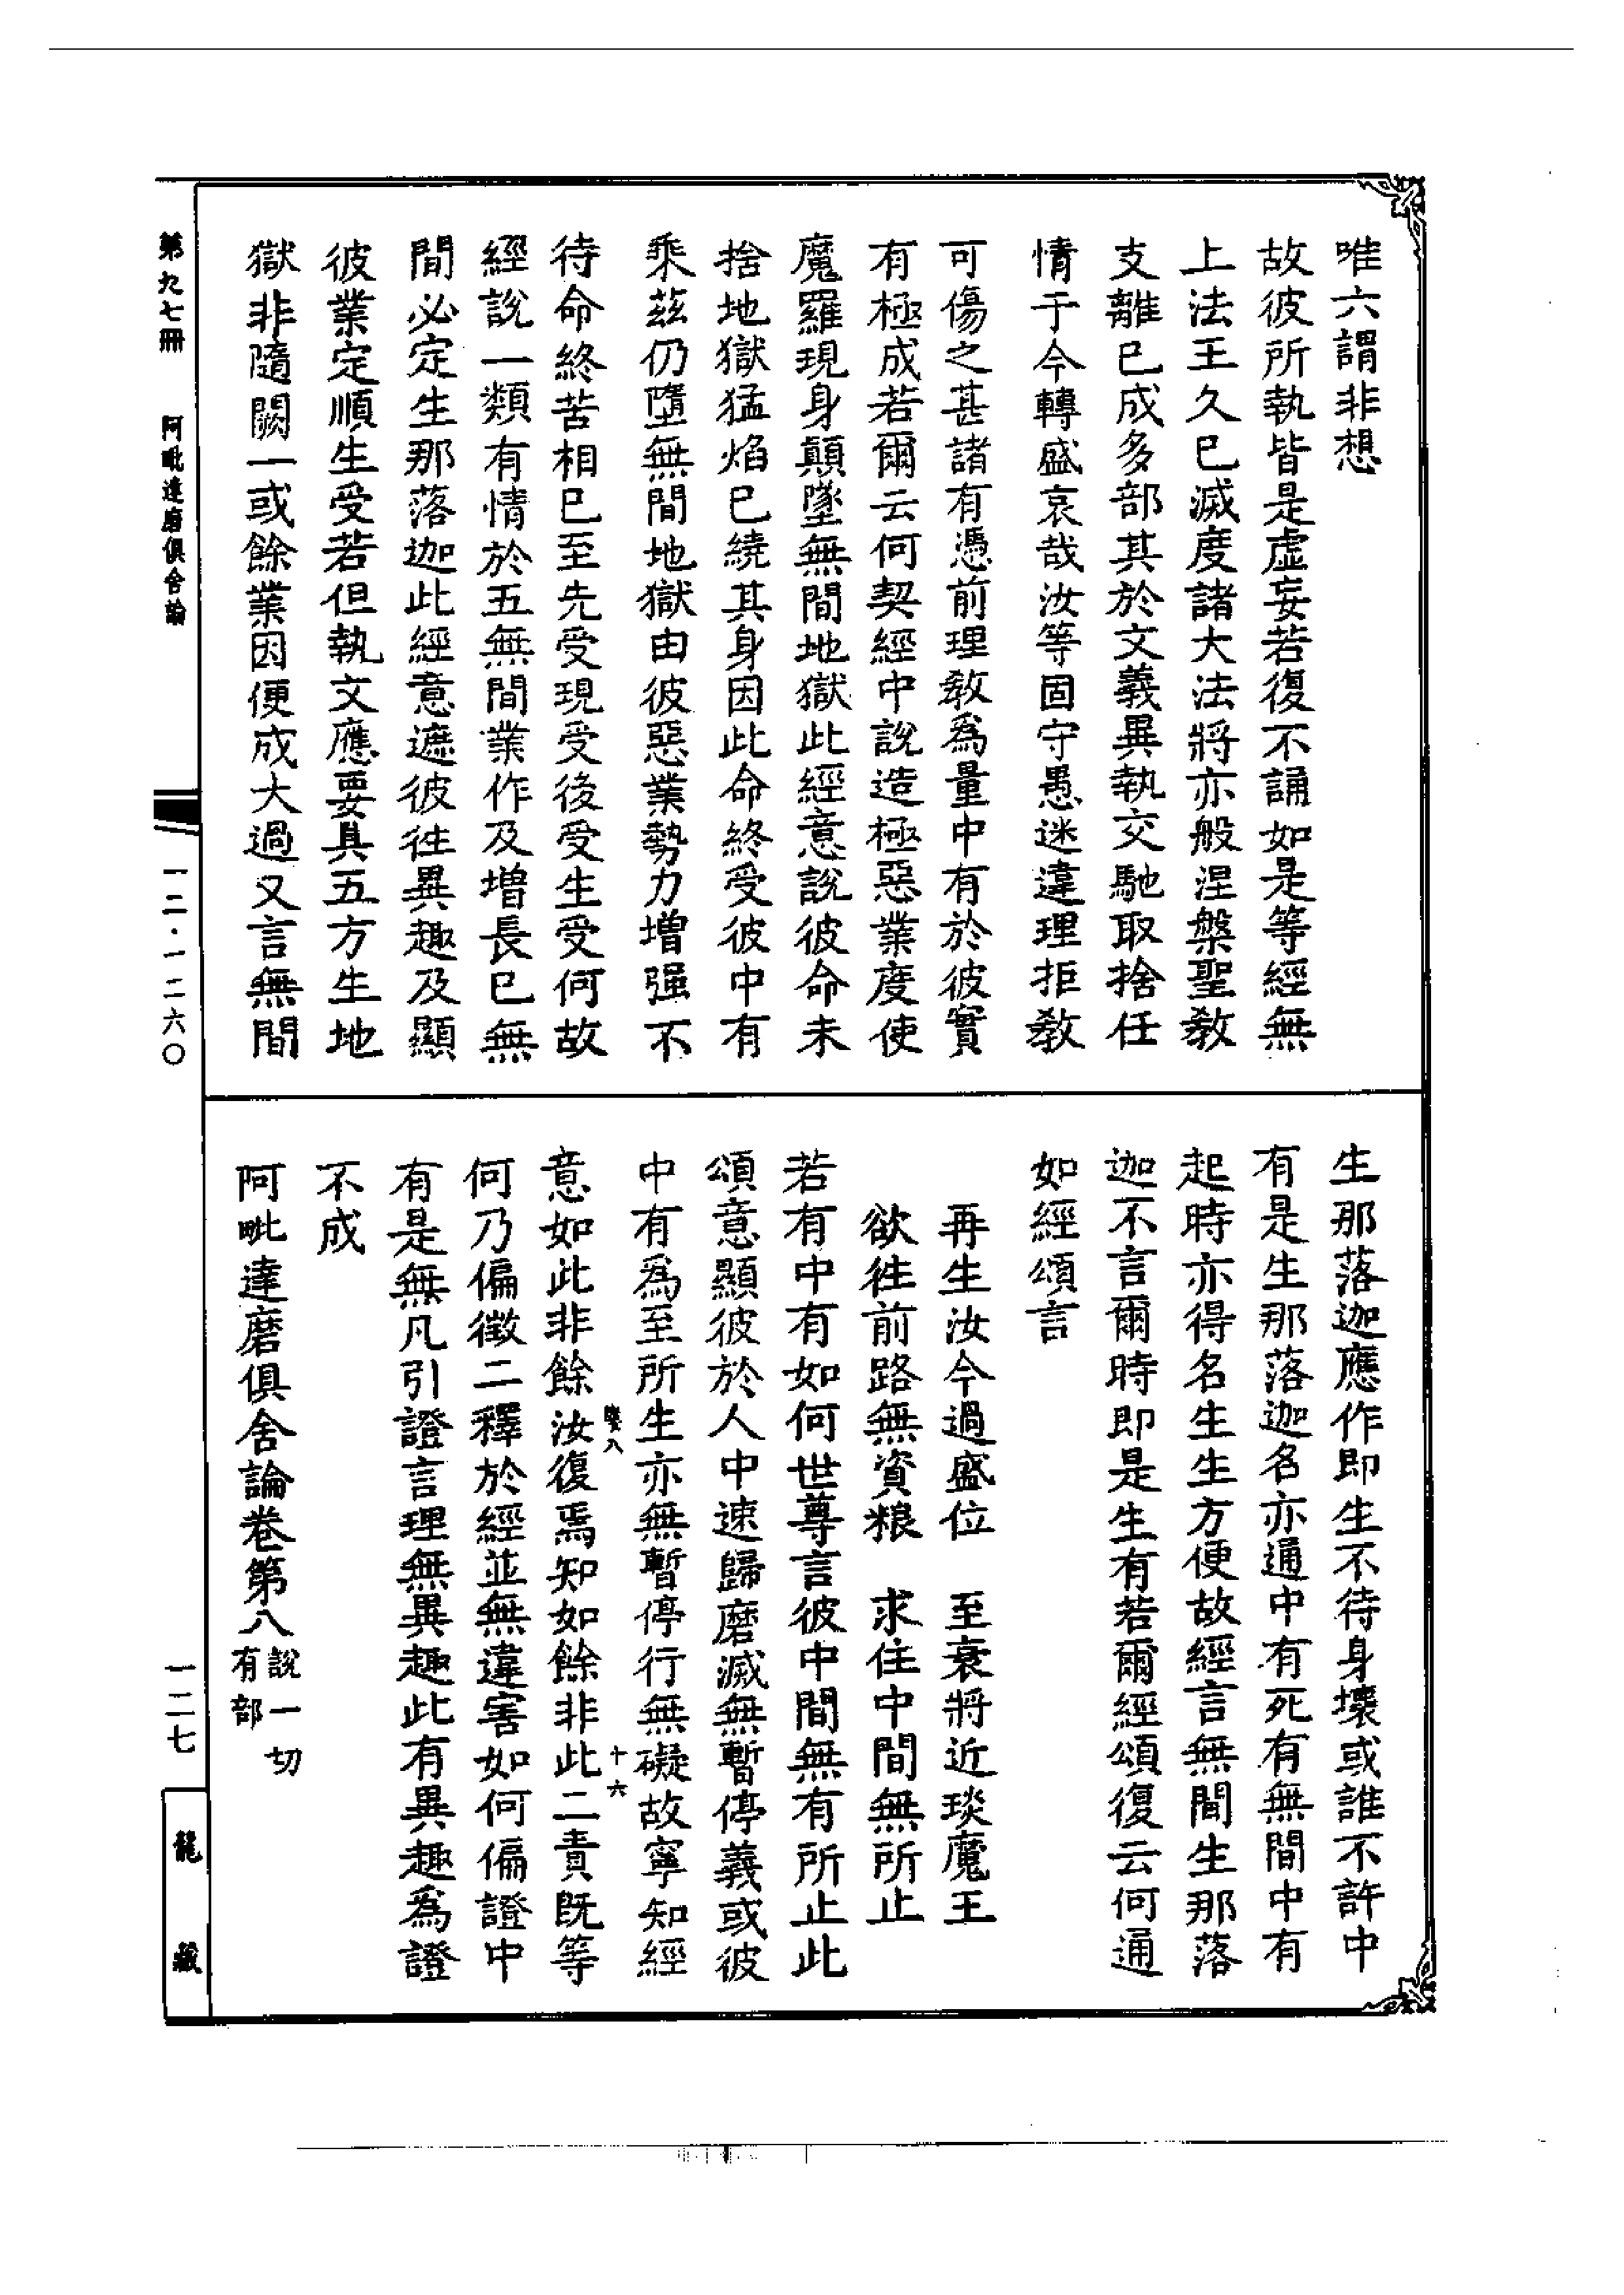 唯六謂非想
故彼所執皆是虛妄若復不誦如是等經無
上法王久已滅度諸大法將亦般涅槃聖教
支離已成多部其於文義異執交馳取捨任
情于今轉盛哀哉汝等固守愚迷違理拒教
可傷之甚諸有憑前理教為量中有於彼實
有極成若爾云何契經中說造極惡業度使
魔羅現身顛墜無間地獄此經意說彼命未
捨地獄猛焰已繞其身因此命終受彼中有
乘茲仍墮無間地獄由彼惡業勢力增强不
待命終苦相已至先受現受後受生受何故
經說一類有情於五無間業作及增長已無
間必定生那落迦此經意遮彼往異趣及顯
彼業定順生受若但執文應要具五方生地
獄非隨闕一或餘業因便成大過又言無間
生那落迦應作即生不待身壞或誰不許中
有是生那落迦名亦通中有死有無間中有
起時亦得名生生方便故經言無間生那落
迦不言爾時即是生有若爾經頌復云何通
如經頌言
再生汝今過盛位　至衰將近琰魔王
欲往前路無資粮　求住中間無所止
若有中有如何世尊言彼中間無有所止此
頌意顯彼於人中速歸磨滅無暫停義或彼
中有為至所生亦無暫停行無礙故寧知經
意如此非餘汝復焉知如餘非此二責既等
何乃偏徵二釋於經並無違害如何偏證中
有是無凡引證言理無異趣此有異趣為證
不成
阿毗達磨俱舍論卷第八
說一切
有部
八
十六
第九七冊　阿毗達磨俱舍論
一二·一二六〇
一二七
龍藏